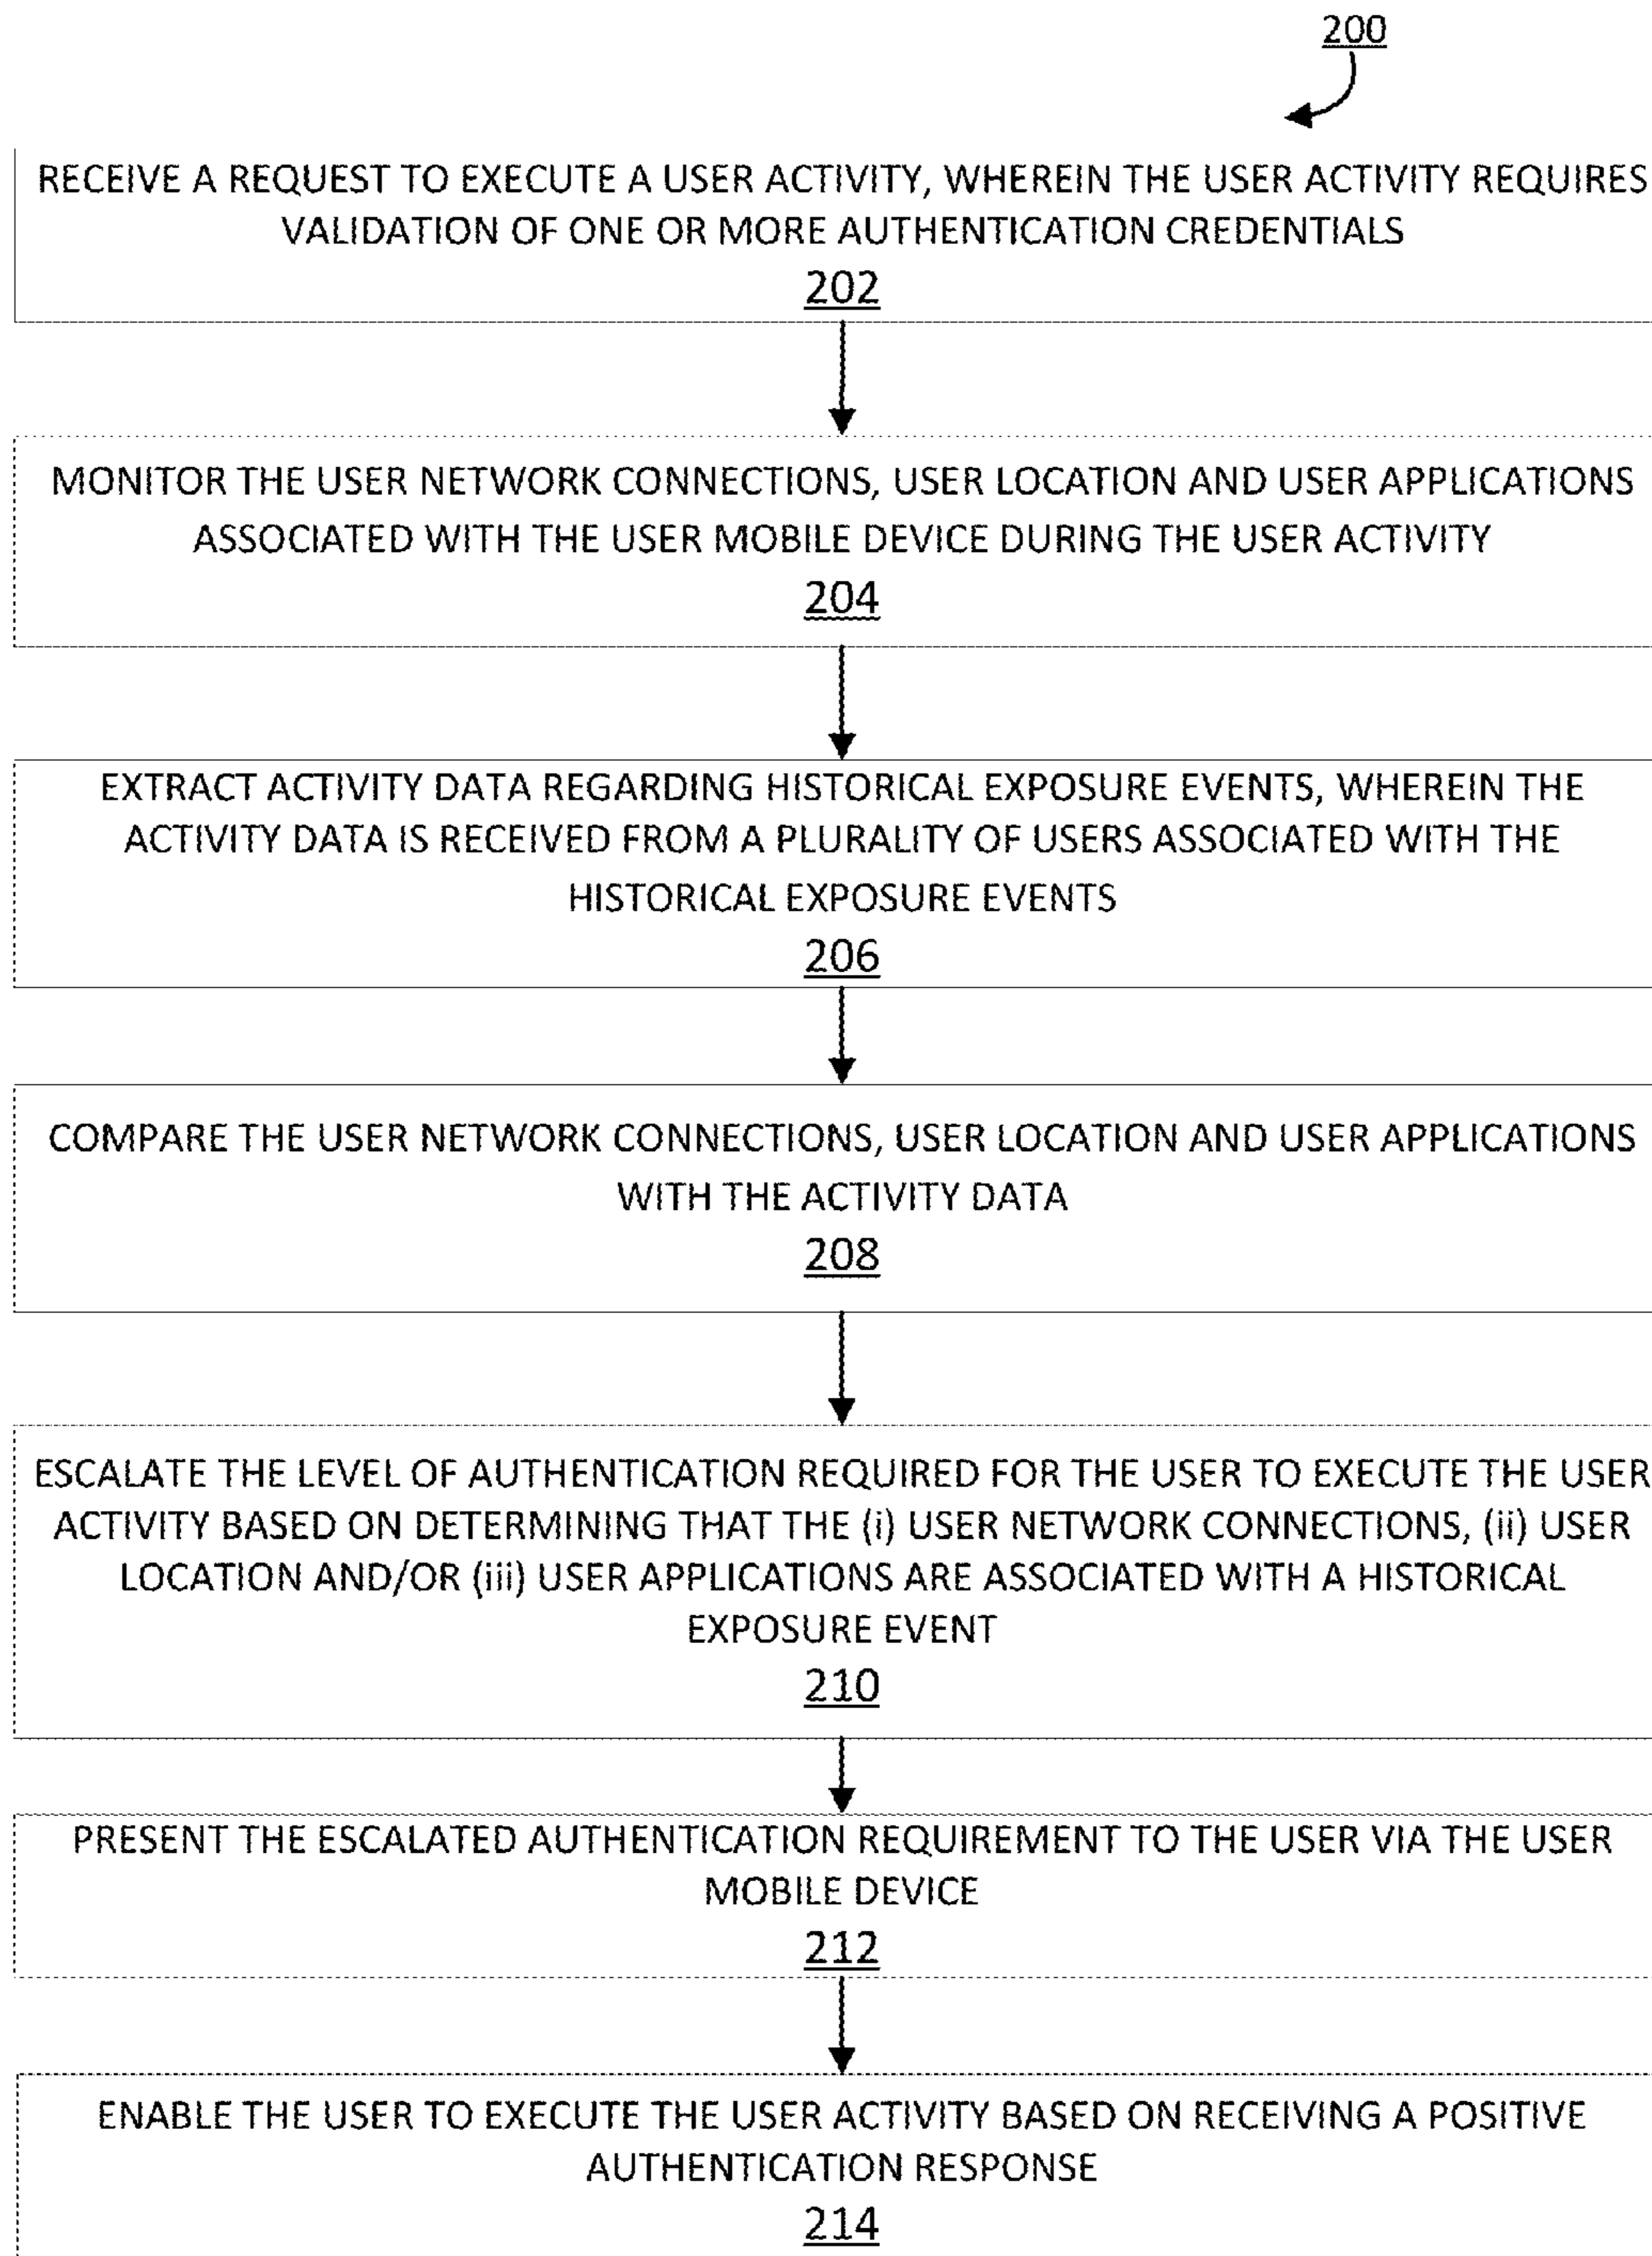 200
RECEIVE A REQUEST TO EXECUTE A USER ACTIVITY, WHEREIN THE USER ACTIVITY REQUIRES
VALIDATION OF ONE OR MORE AUTHENTICATION CREDENTIALS
202
MONITOR THE USER NETWORK CONNECTIONS, USER LOCATION AND USER APPLICATIONS
ASSOCIATED WITH THE USER MOBILE DEVICE DURING THE USER ACTIVITY
204
EXTRACT ACTIVITY DATA REGARDING HISTORICAL EXPOSURE EVENTS, WHEREIN THE
ACTIVITY DATA IS RECEIVED FROM A PLURALITY OF USERS ASSOCIATED WITH THE
HISTORICAL EXPOSURE EVENTS
206
COMPARE THE USER NETWORK CONNECTIONS, USER LOCATION AND USER APPLICATIONS
WITH THE ACTIVITY DATA
208
ESCALATE THE LEVEL OF AUTHENTICATION REQUIRED FOR THE USER TO EXECUTE THE USER
ACTIVITY BASED ON DETERMINING THAT THE (i) USER NETWORK CONNECTIONS, (ii) USER
LOCATION AND/OR (iii) USER APPLICATIONS ARE ASSOCIATED WITH A HISTORICAL
EXPOSURE EVENT
210
PRESENT THE ESCALATED AUTHENTICATION REQUIREMENT TO THE USER VIA THE USER
MOBILE DEVICE
212
ENABLE THE USER TO EXECUTE THE USER ACTIVITY BASED ON RECEIVING A POSITIVE
AUTHENTICATION RESPONSE
214